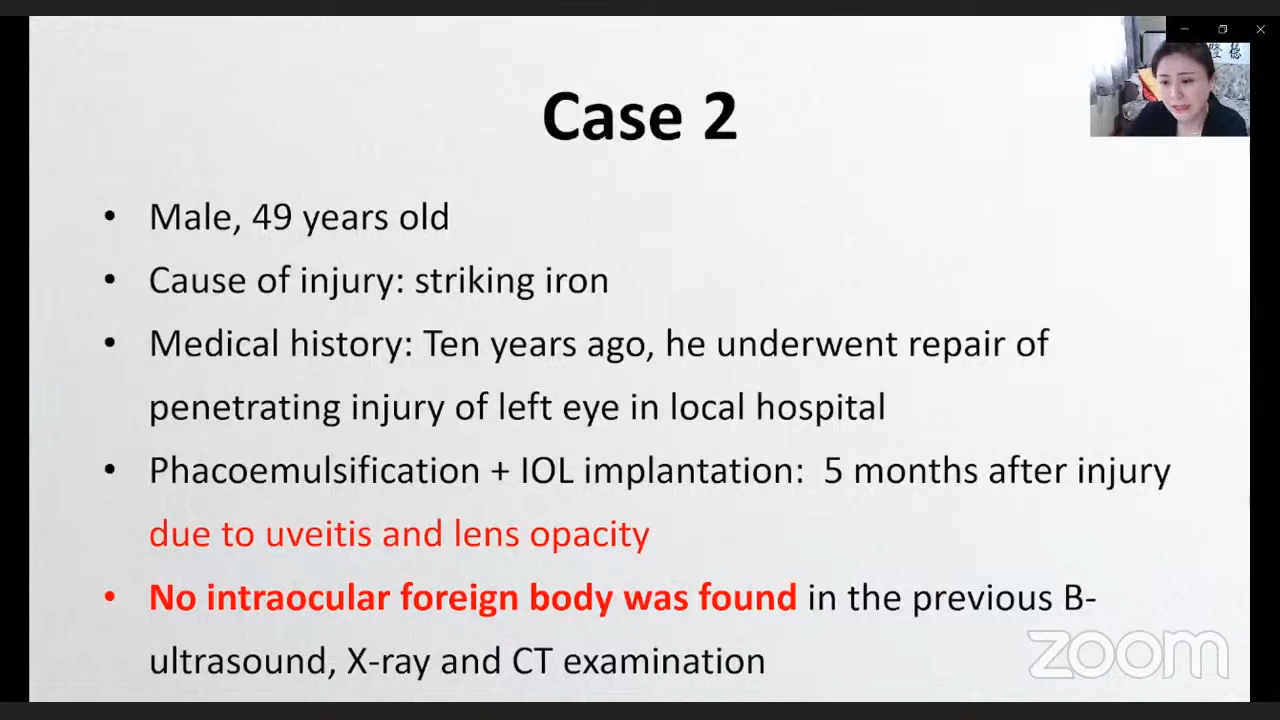 Case 2
• Male, 49 years old
• Cause of injury: striking iron
• Medical history: Ten years ago, he underwent repair of
penetrating injury of left eye in local hospital
• Phacoemulsification + IOL implantation: 5 months after injury
due to uveitis and lens opacity
• No intraocular foreign body was found in the previous B-
ultrasound, X-ray and CT examination
zoom